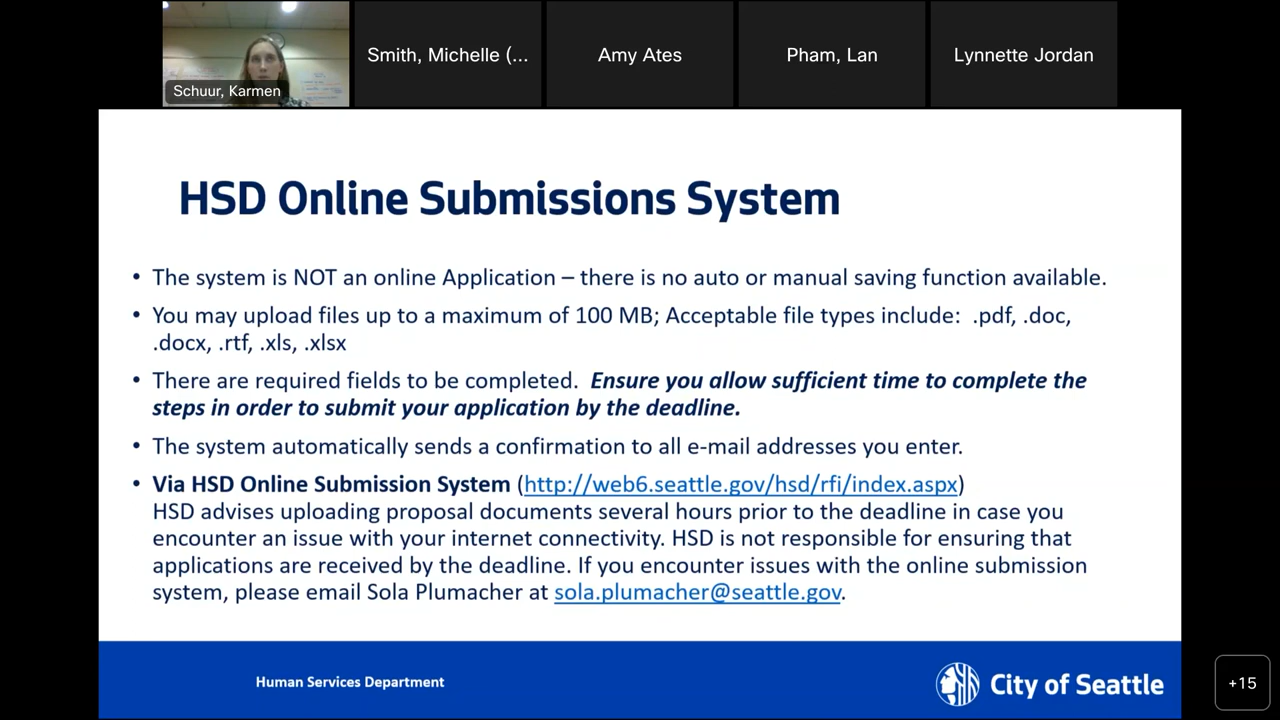 Schuur, Karmen
Smith, Michelle (...
Amy Ates
Pham, Lan
Lynnette Jordan
HSD Online Submissions System
• The system is NOT an online Application – there is no auto or manual saving function available.
• You may upload files up to a maximum of 100 MB; Acceptable file types include: .pdf, .doc,
.docx, .rtf, .xls, .xlsx
• There are required fields to be completed. Ensure you allow sufficient time to complete the
steps in order to submit your application by the deadline.
• The system automatically sends a confirmation to all e-mail addresses you enter.
• Via HSD Online Submission System (http://web6.seattle.gov/hsd/rfi/index.aspx)
HSD advises uploading proposal documents several hours prior to the deadline in case you
encounter an issue with your internet connectivity. HSD is not responsible for ensuring that
applications are received by the deadline. If you encounter issues with the online submission
system, please email Sola Plumacher at sola.plumacher@seattle.gov.
Human Services Department
City of Seattle
+15